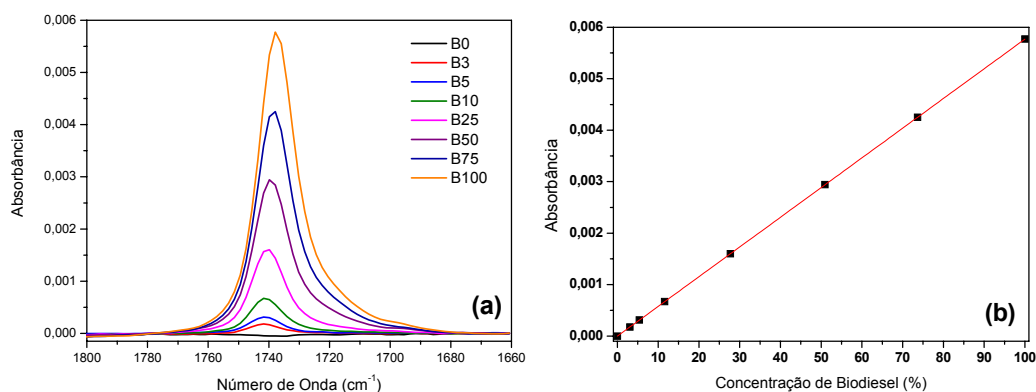 0,006
0,005
0,004
0,003
0,002
0,001
0,000
Absorbância
B0
B3
B5
B10
B25
B50
B75
B100
(a)
1800 1780 1760 1740 1720 1700 1680 1660
Número de Onda (cm-1)
0,006
0,005
0,004
0,003
0,002
0,001
0,000
Absorbância
(b)
0 10 20 30 40 50 60 70 80 90 100
Concentração de Biodiesel (%)